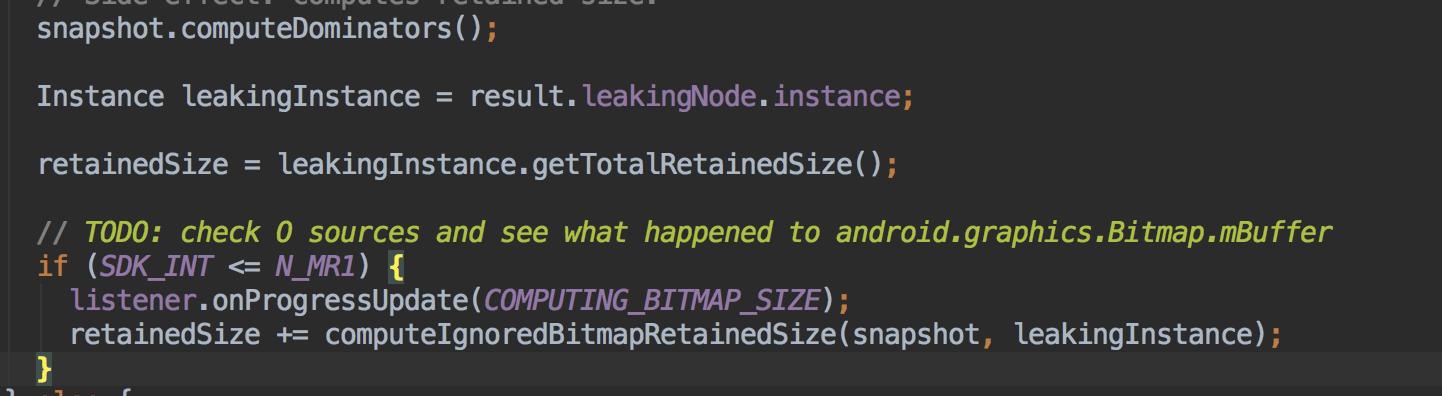 // Side effect: computes retained size.
snapshot.computeDominators();
Instance leakingInstance = result.leakingNode.instance;
retainedSize = leakingInstance.getTotalRetainedSize();
// TODO: check O sources and see what happened to android.graphics.Bitmap.mBuffer
if (SDK_INT <= N_MR1) {
listener.onProgressUpdate(COMPUTING_BITMAP_SIZE);
retainedSize += computeIgnoredBitmapRetainedSize(snapshot, leakingInstance);
}
} else {